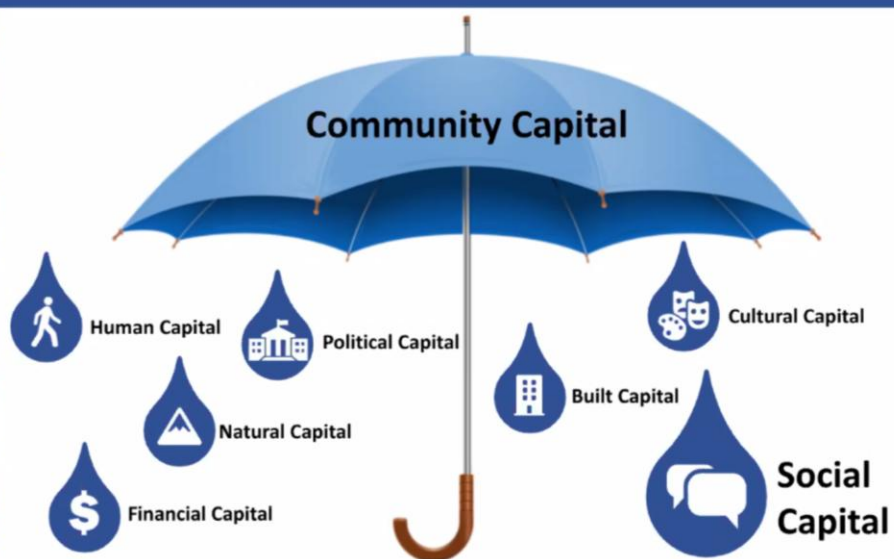 Community Capital
Human Capital
Political Capital
Cultural Capital
Built Capital
Natural Capital
Social
Capital
$
Financial Capital